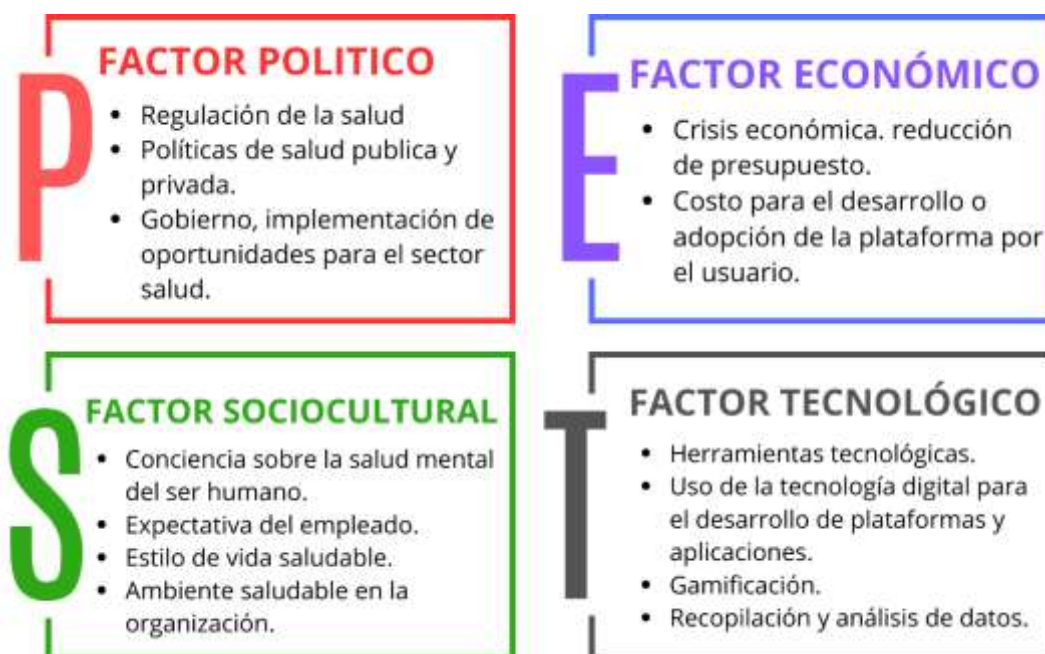 P
FACTOR POLITICO
• Regulación de la salud
• Políticas de salud publica y
privada.
• Gobierno, implementación de
oportunidades para el sector
salud.
E
FACTOR ECONÓMICO
• Crisis económica. reducción
de presupuesto.
• Costo para el desarrollo o
adopción de la plataforma por
el usuario.
S
FACTOR SOCIOCULTURAL
• Conciencia sobre la salud mental
del ser humano.
• Expectativa del empleado.
• Estilo de vida saludable.
• Ambiente saludable en la
organización.
T
FACTOR TECNOLÓGICO
• Herramientas tecnológicas.
• Uso de la tecnología digital para
el desarrollo de plataformas y
aplicaciones.
• Gamificación.
• Recopilación y análisis de datos.